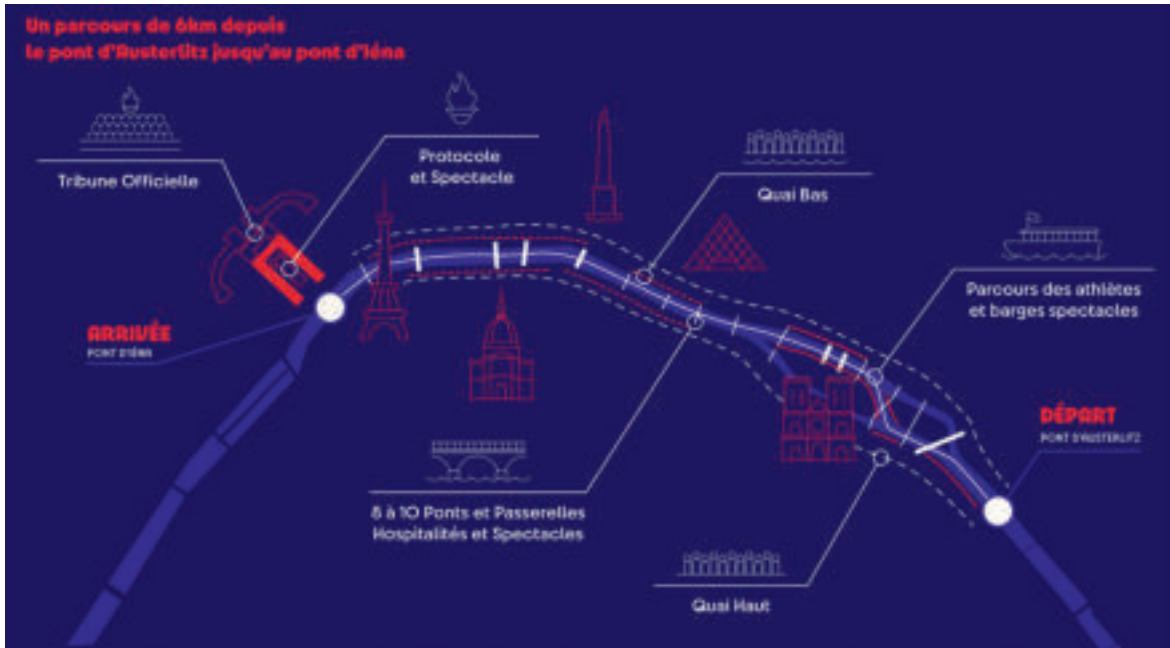 Un parcours de 6km depuis
le pont d'Austerlitz jusqu'au pont d'Iéna
Tribune Officielle
Protocole
et Spectacle
Quai Bas
Parcours des athlètes
et barges spectacles
ARRIVÉE
PONT D'IÉNA
DÉPART
PONT D'AUSTERLITZ
8 à 10 Ponts et Passerelles
Hospitalités et Spectacles
Quai Haut